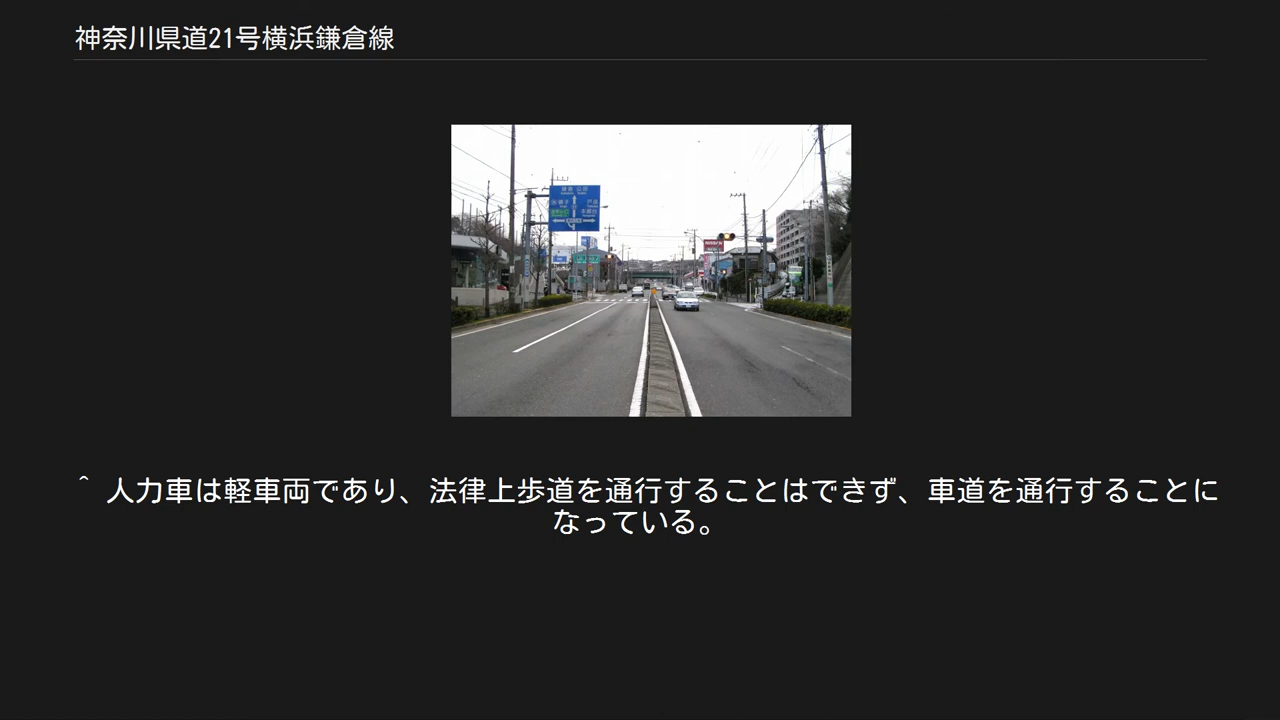 神奈川県道21号横浜鎌倉線
^ 人力車は軽車両であり、法律上歩道を通行することはできず、車道を通行することに
なっている。